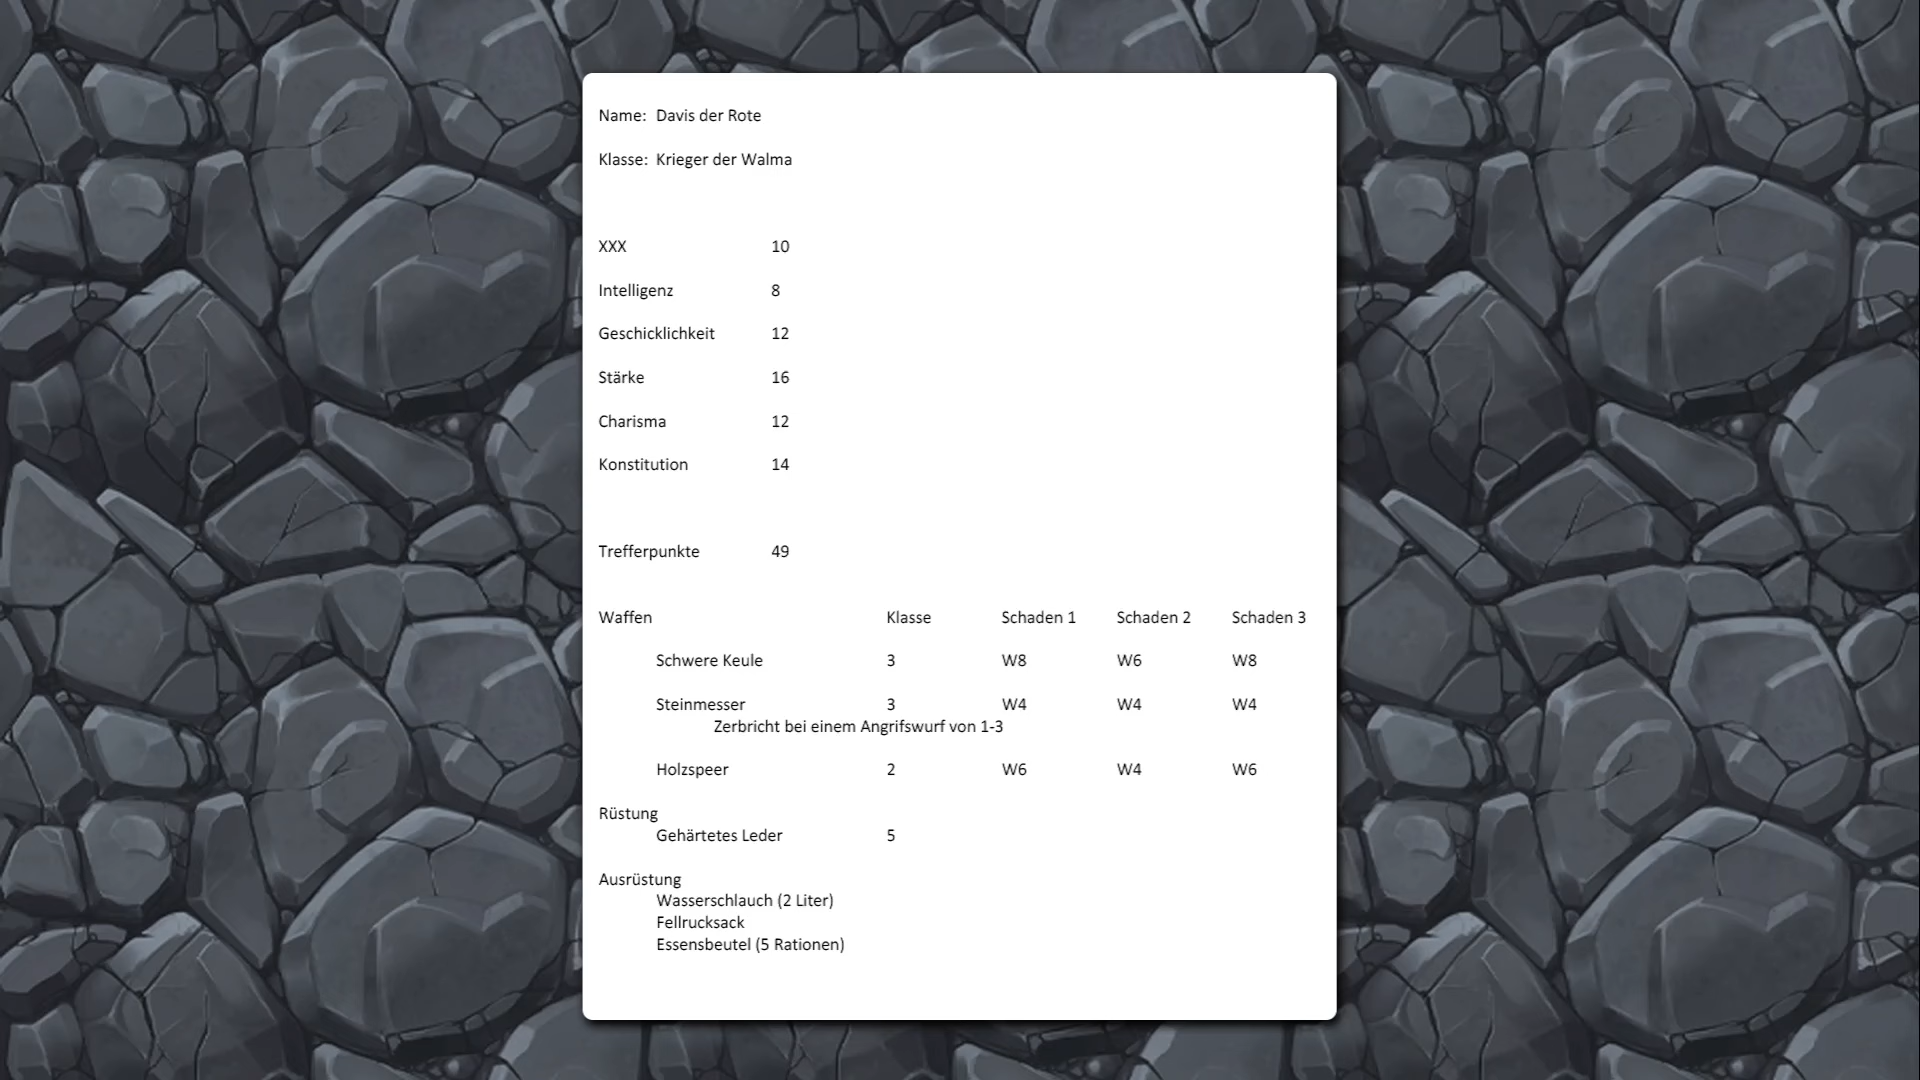 Name: Davis der Rote
Klasse: Krieger der Walma
XXX 10
Intelligenz 8
Geschicklichkeit 12
Stärke 16
Charisma 12
Konstitution 14
Trefferpunkte 49
Waffen Klasse Schaden 1 Schaden 2 Schaden 3
Schwere Keule 3 W8 W6 W8
Steinmesser 3 W4 W4 W4
Zerbricht bei einem Angrifswurf von 1-3
Holzspeer 2 W6 W4 W6
Rüstung
Gehärtetes Leder 5
Ausrüstung
Wasserschlauch (2 Liter)
Fellrucksack
Essensbeutel (5 Rationen)